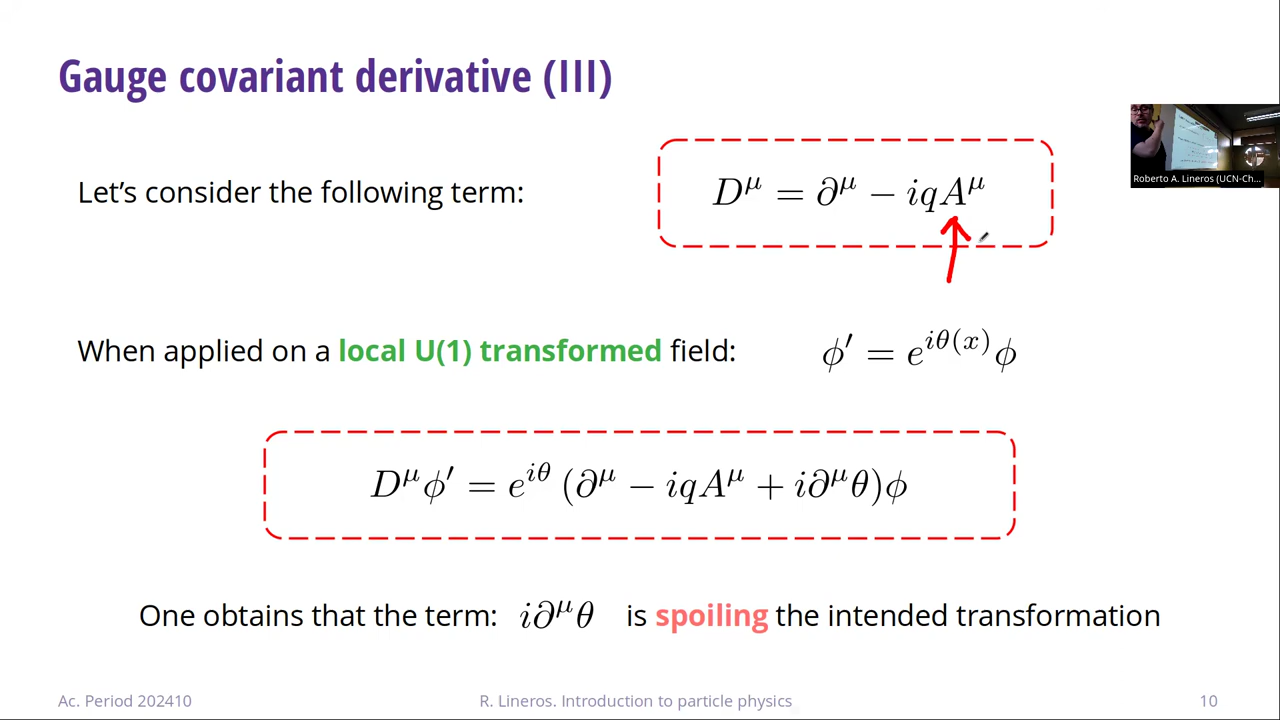 Gauge covariant derivative (III)
Let's consider the following term:
D^μ = ∂^μ − iqA^μ
Roberto A. Lineros (UCN-Ch...
When applied on a local U(1) transformed field:
ϕ′ = e^{iθ(x)}ϕ
D^μϕ′ = e^{iθ} (∂^μ − iqA^μ + i∂^μθ)ϕ
One obtains that the term: i∂^μθ is spoiling the intended transformation
Ac. Period 202410
R. Lineros. Introduction to particle physics
10